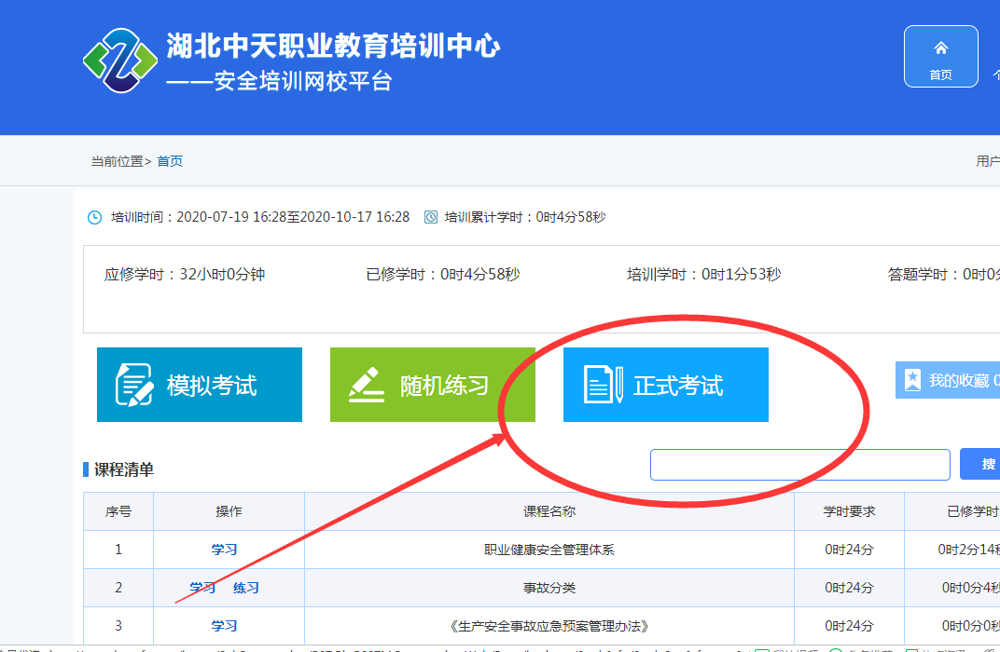 湖北中天职业教育培训中心
——安全培训网校平台
首页
当前位置> 首页
用户
培训时间：2020-07-19 16:28至2020-10-17 16:28 培训累计学时：0时4分58秒
应修学时：32小时0分钟 已修学时：0时4分58秒 培训学时：0时1分53秒 答题学时：0时0分
模拟考试 随机练习 正式考试 我的收藏 0
课程清单 搜
序号 操作 课程名称 学时要求 已修学时
1 学习 职业健康安全管理体系 0时24分 0时2分14秒
2 学习 练习 事故分类 0时24分 0时0分4秒
3 学习 《生产安全事故应急预案管理办法》 0时24分 0时0分0秒